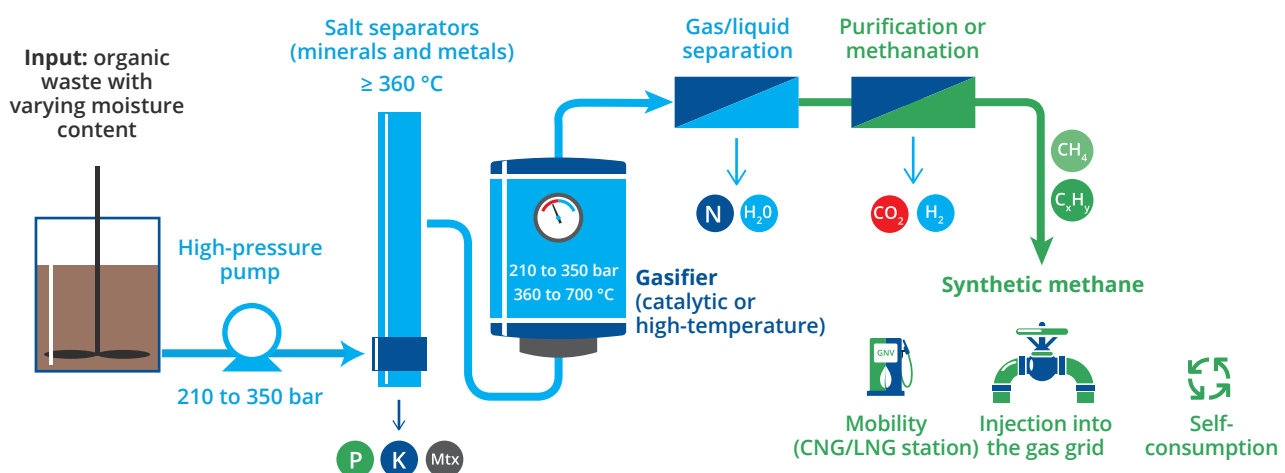 Input: organic
waste with
varying moisture
content
High-pressure
pump
210 to 350 bar
Salt separators
(minerals and metals)
≥ 360 °C
P K Mtx
210 to 350 bar
360 to 700 °C
Gasifier
(catalytic or
high-temperature)
Gas/liquid
separation
N H₂0
Purification or
methanation
CO₂ H₂
CH₄
CₓHᵧ
Synthetic methane
GNV
Mobility
(CNG/LNG station)
Injection into
the gas grid
Self-
consumption